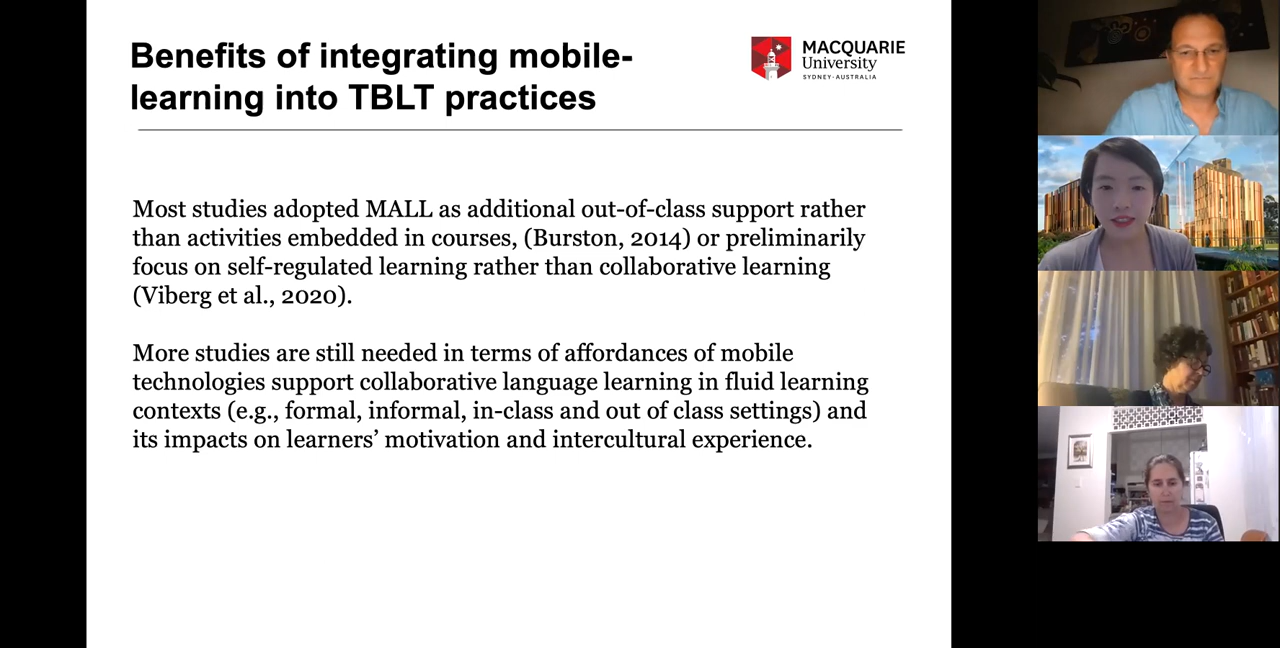 Benefits of integrating mobile-
learning into TBLT practices
MACQUARIE
University
SYDNEY·AUSTRALIA
Most studies adopted MALL as additional out-of-class support rather
than activities embedded in courses, (Burston, 2014) or preliminarily
focus on self-regulated learning rather than collaborative learning
(Viberg et al., 2020).
More studies are still needed in terms of affordances of mobile
technologies support collaborative language learning in fluid learning
contexts (e.g., formal, informal, in-class and out of class settings) and
its impacts on learners’ motivation and intercultural experience.